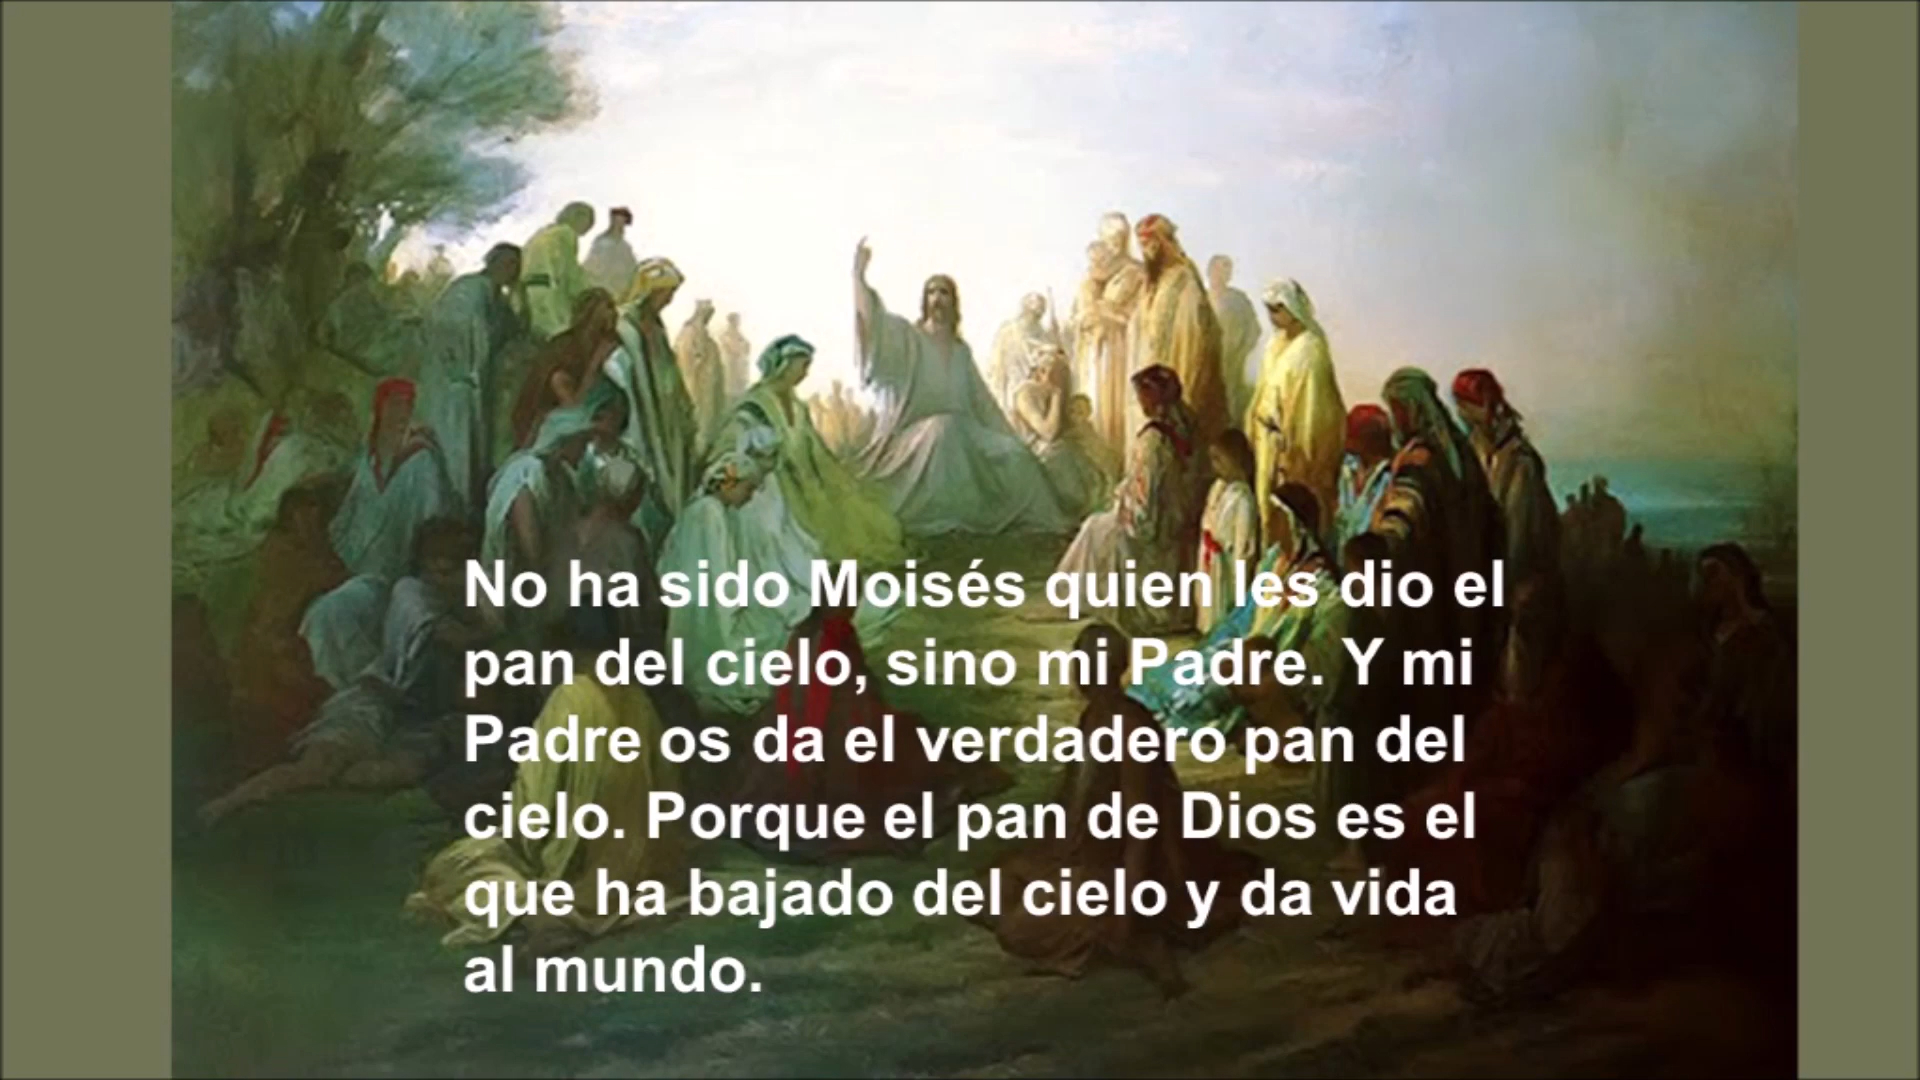 No ha sido Moisés quien les dio el
pan del cielo, sino mi Padre. Y mi
Padre os da el verdadero pan del
cielo. Porque el pan de Dios es el
que ha bajado del cielo y da vida
al mundo.